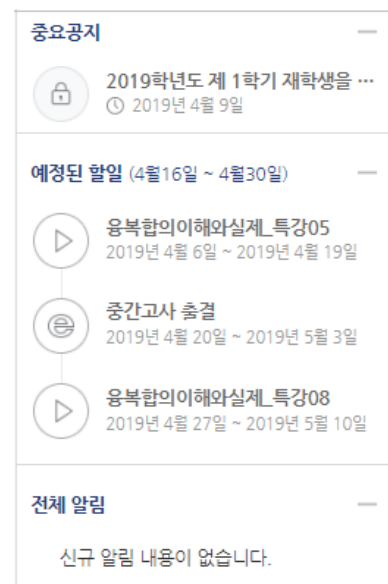 중요공지
2019학년도 제 1학기 재학생을 …
2019년 4월 9일
예정된 할일 (4월16일 ~ 4월30일)
융복합의이해와실제_특강05
2019년 4월 6일 ~ 2019년 4월 19일
중간고사 출결
2019년 4월 20일 ~ 2019년 5월 3일
융복합의이해와실제_특강08
2019년 4월 27일 ~ 2019년 5월 10일
전체 알림
신규 알림 내용이 없습니다.